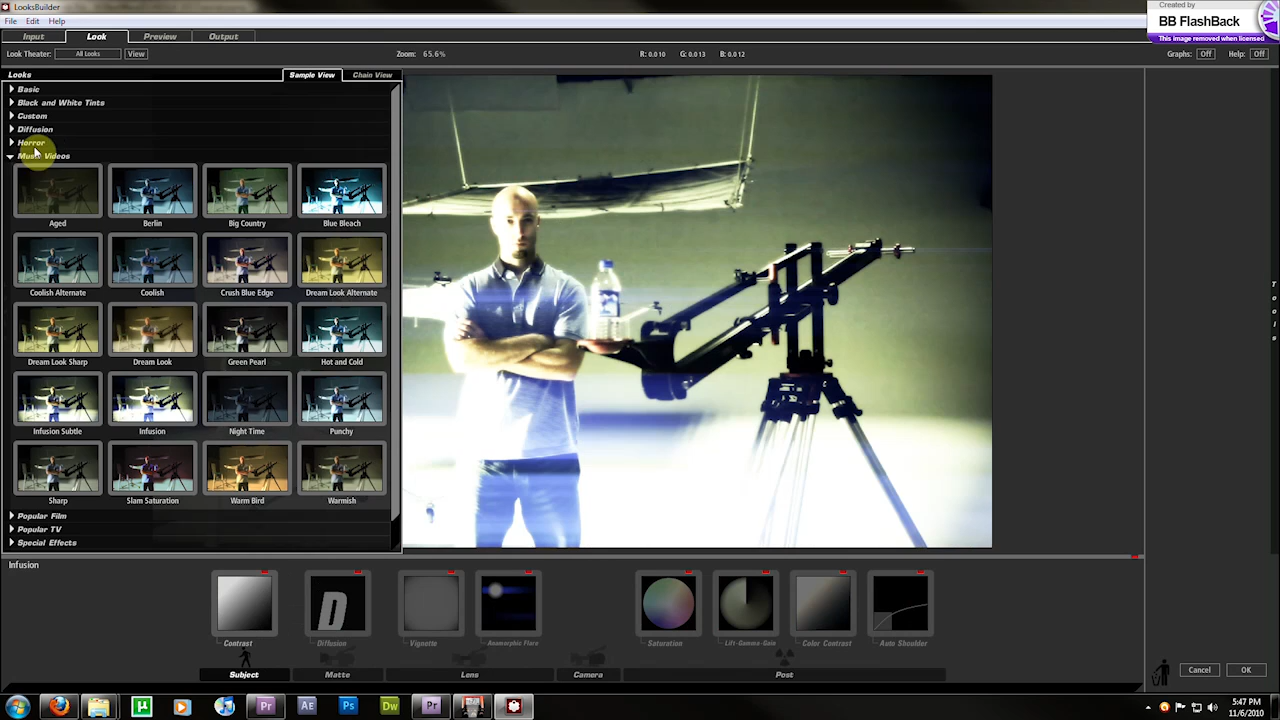 LooksBuilder
Created by
BB FlashBack
This image removed when licensed
File Edit Help
Input Look Preview Output
Look Theater: All Looks View Zoom: 65.6% R: 0.010 G: 0.013 B: 0.012 Graphs: Off Help: Off
Looks Sample View Chain View
Basic
Black and White Tints
Custom
Diffusion
Horror
Music Videos
Aged Berlin Big Country Blue Bleach
Coolish Alternate Coolish Crush Blue Edge Dream Look Alternate
Dream Look Sharp Dream Look Green Pearl Hot and Cold
Infusion Subtle Infusion Night Time Punchy
Sharp Slam Saturation Warm Bird Warmish
Popular Film
Popular TV
Special Effects
Tools
Infusion
D
Contrast Diffusion Vignette Anamorphic Flare Saturation Lift-Gamma-Gain Color Contrast Auto Shoulder
Subject Matte Lens Camera Post
Cancel OK
Pr AE Ps Dw Pr
5:47 PM
11/6/2010